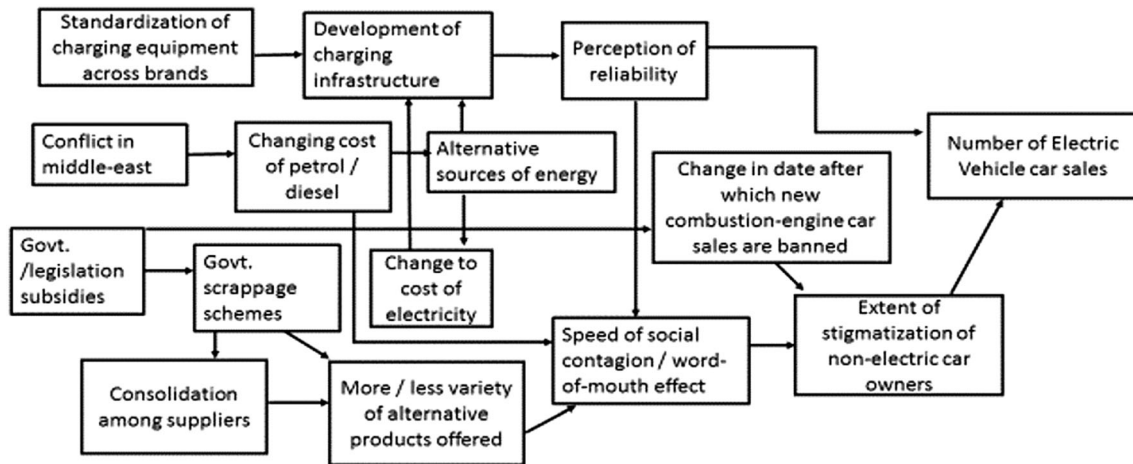 Standardization of
charging equipment
across brands
Development of
charging
infrastructure
Perception of
reliability
Number of Electric
Vehicle car sales
Conflict in
middle-east
Changing cost
of petrol /
diesel
Alternative
sources of energy
Change in date after
which new
combustion-engine car
sales are banned
Govt.
/legislation
subsidies
Govt.
scrappage
schemes
Change to
cost of
electricity
Speed of social
contagion / word-
of-mouth effect
Extent of
stigmatization of
non-electric car
owners
Consolidation
among suppliers
More / less variety
of alternative
products offered